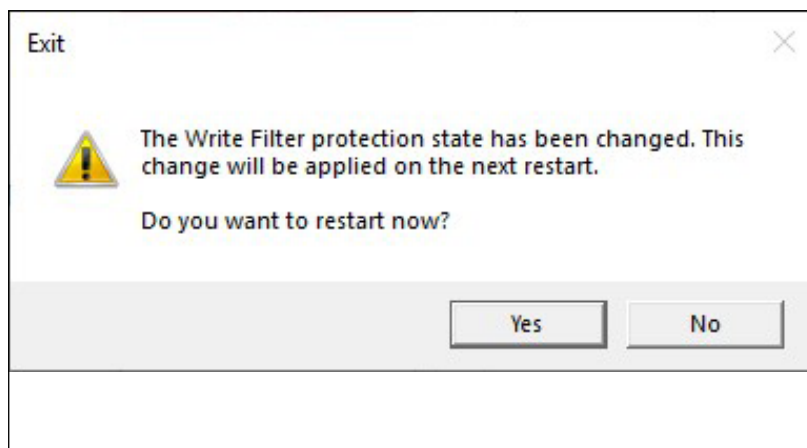 Exit
The Write Filter protection state has been changed. This
change will be applied on the next restart.
Do you want to restart now?
Yes No